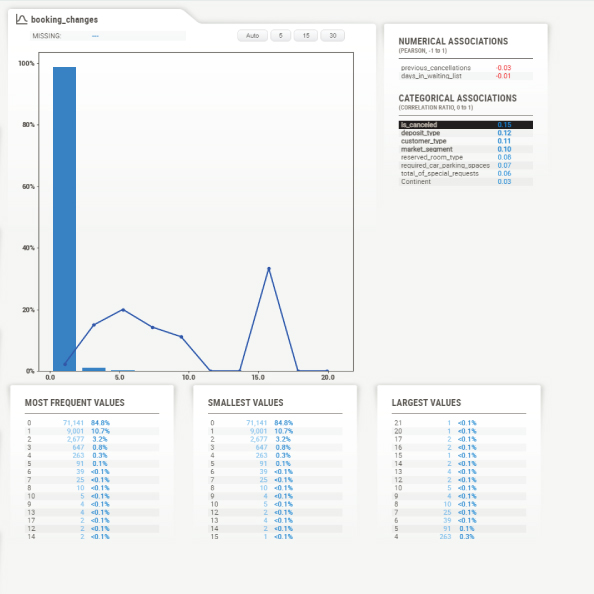 booking_changes
MISSING: ---
Auto 5 15 30
100%
80%
60%
40%
20%
0%
0.0 5.0 10.0 15.0 20.0
NUMERICAL ASSOCIATIONS
(PEARSON, -1 to 1)
previous_cancellations -0.03
days_in_waiting_list -0.01
CATEGORICAL ASSOCIATIONS
(CORRELATION RATIO, 0 to 1)
is_canceled 0.15
deposit_type 0.12
customer_type 0.11
market_segment 0.10
reserved_room_type 0.08
required_car_parking_spaces 0.07
total_of_special_requests 0.06
Continent 0.03
MOST FREQUENT VALUES
0 71,141 84.8%
1 9,001 10.7%
2 2,677 3.2%
3 647 0.8%
4 263 0.3%
5 91 0.1%
6 39 <0.1%
7 25 <0.1%
8 10 <0.1%
10 5 <0.1%
9 4 <0.1%
13 4 <0.1%
17 2 <0.1%
12 2 <0.1%
14 2 <0.1%
SMALLEST VALUES
0 71,141 84.8%
1 9,001 10.7%
2 2,677 3.2%
3 647 0.8%
4 263 0.3%
5 91 0.1%
6 39 <0.1%
7 25 <0.1%
8 10 <0.1%
9 4 <0.1%
10 5 <0.1%
12 2 <0.1%
13 4 <0.1%
14 2 <0.1%
15 1 <0.1%
LARGEST VALUES
21 1 <0.1%
20 1 <0.1%
17 2 <0.1%
16 2 <0.1%
15 1 <0.1%
14 2 <0.1%
13 4 <0.1%
12 2 <0.1%
10 5 <0.1%
9 4 <0.1%
8 10 <0.1%
7 25 <0.1%
6 39 <0.1%
5 91 0.1%
4 263 0.3%